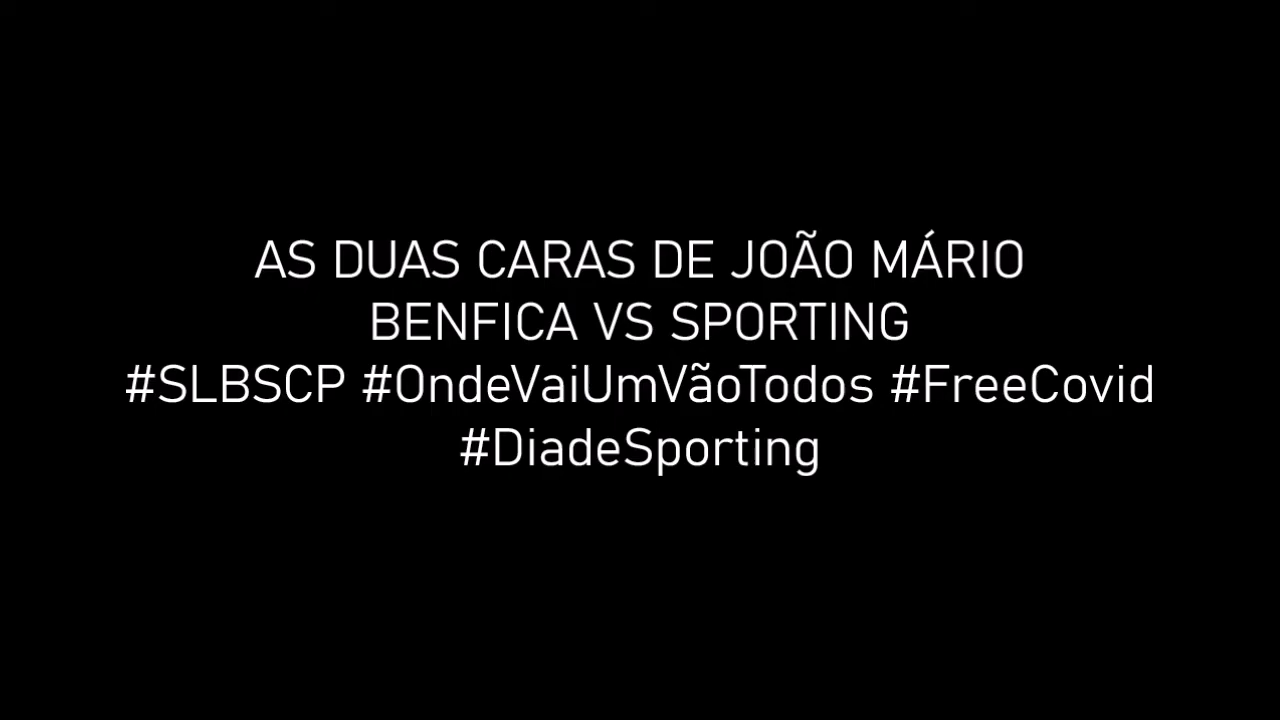 AS DUAS CARAS DE JOÃO MÁRIO
BENFICA VS SPORTING
#SLBSCP #OndeVaiUmVãoTodos #FreeCovid
#DiadeSporting